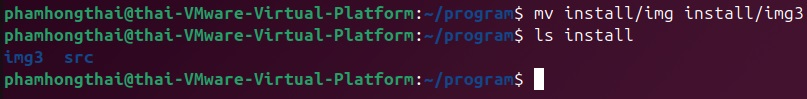 phamhongthai@thai-VMware-Virtual-Platform:~/program$ mv install/img install/img3
phamhongthai@thai-VMware-Virtual-Platform:~/program$ ls install
img3  src
phamhongthai@thai-VMware-Virtual-Platform:~/program$